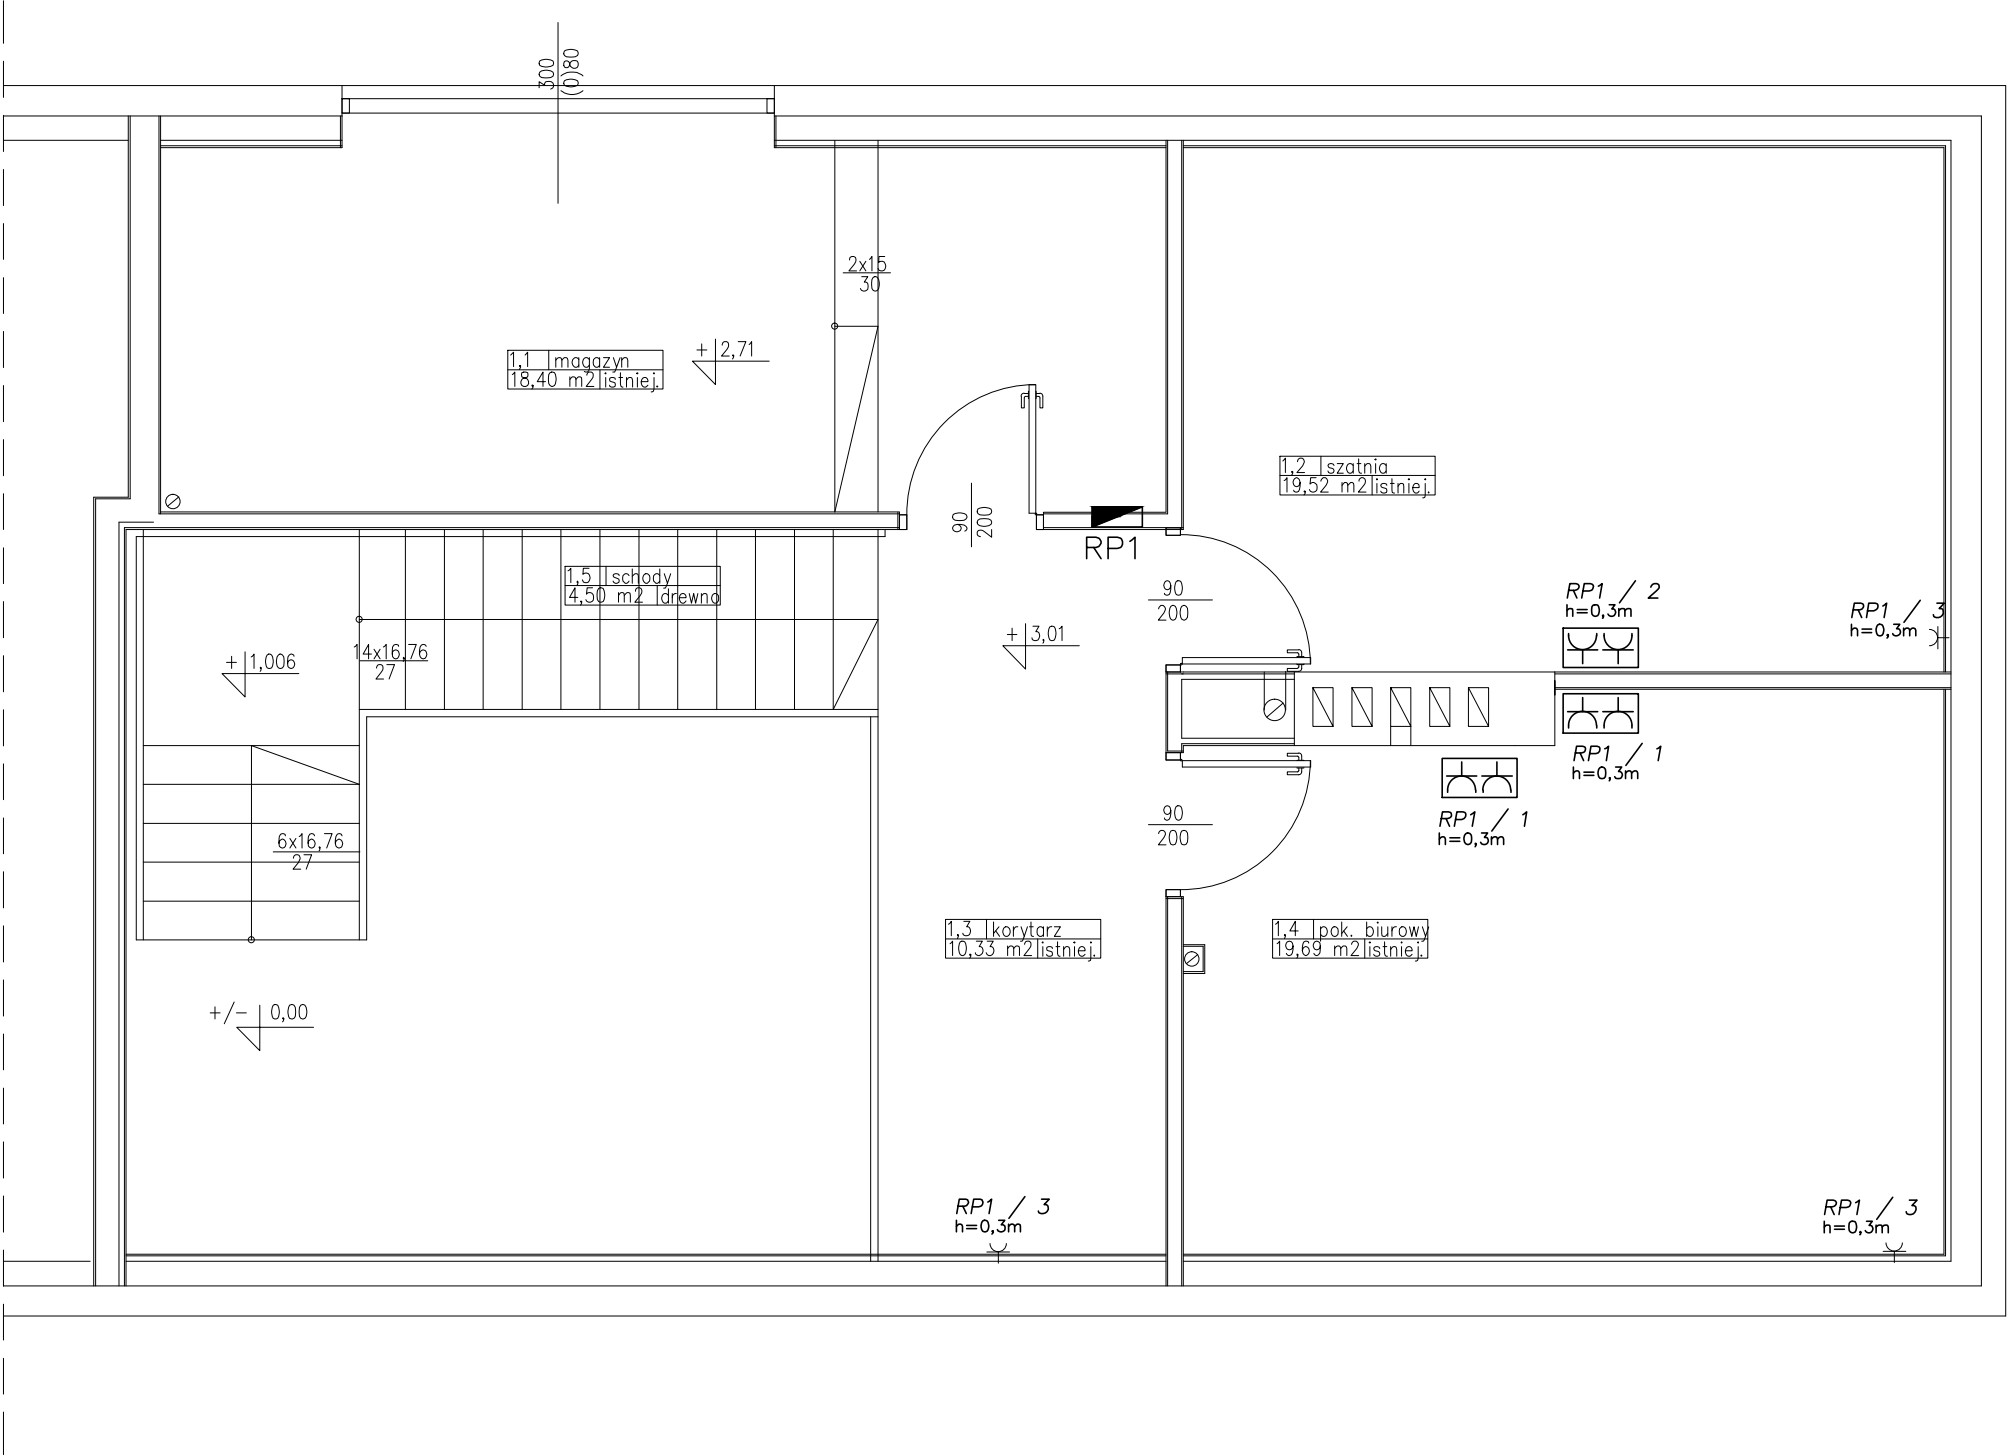 300
(0)80
2x15
30
1,1 magazyn
18,40 m2 istniej.
+ 2,71
1,2 szatnia
19,52 m2 istniej.
90
200
RP1
1,5 schody
4,50 m2 drewno
90
200
RP1 / 2
h=0,3m
RP1 / 3
h=0,3m
+ 3,01
14x16,76
27
+ 1,006
RP1 / 1
h=0,3m
RP1 / 1
h=0,3m
90
200
6x16,76
27
1,3 korytarz
10,33 m2 istniej.
1,4 pok. biurowy
19,69 m2 istniej.
+/- 0,00
RP1 / 3
h=0,3m
RP1 / 3
h=0,3m